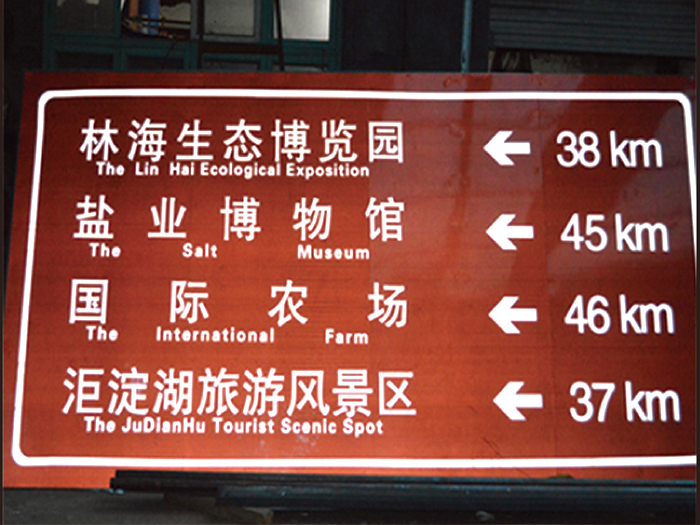 林海生态博览园 ← 38 km
The Lin Hai Ecological Exposition
盐业博物馆 ← 45 km
The Salt Museum
国际农场 ← 46 km
The International Farm
洰淀湖旅游风景区 ← 37 km
The JuDianHu Tourist Scenic Spot